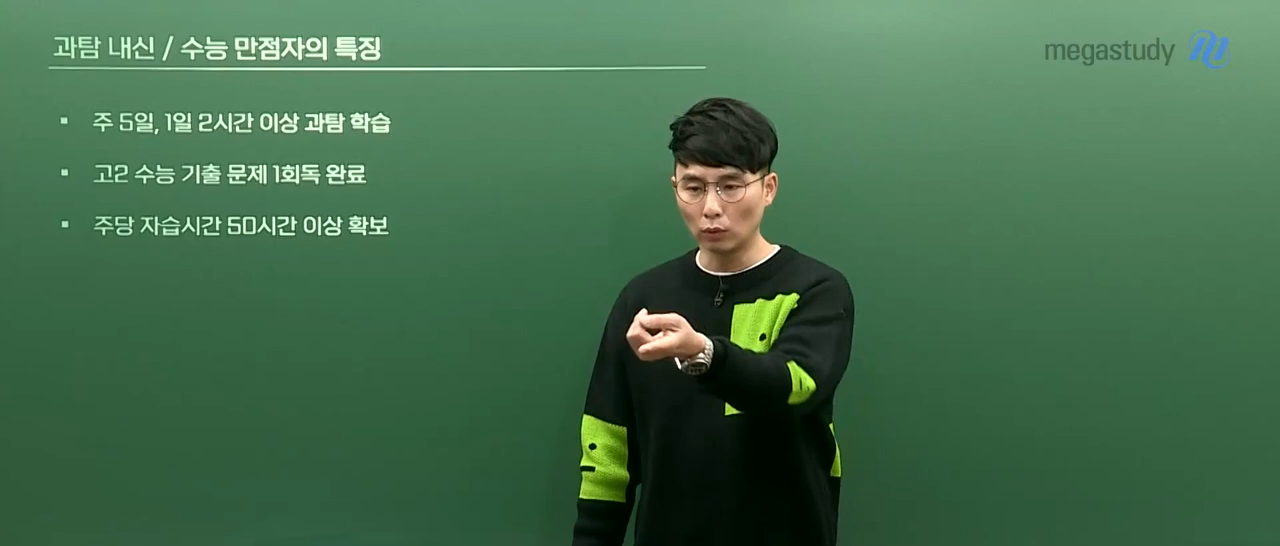 과탐 내신 / 수능 만점자의 특징
megastudy
주 5일, 1일 2시간 이상 과탐 학습
고2 수능 기출 문제 1회독 완료
주당 자습시간 50시간 이상 확보